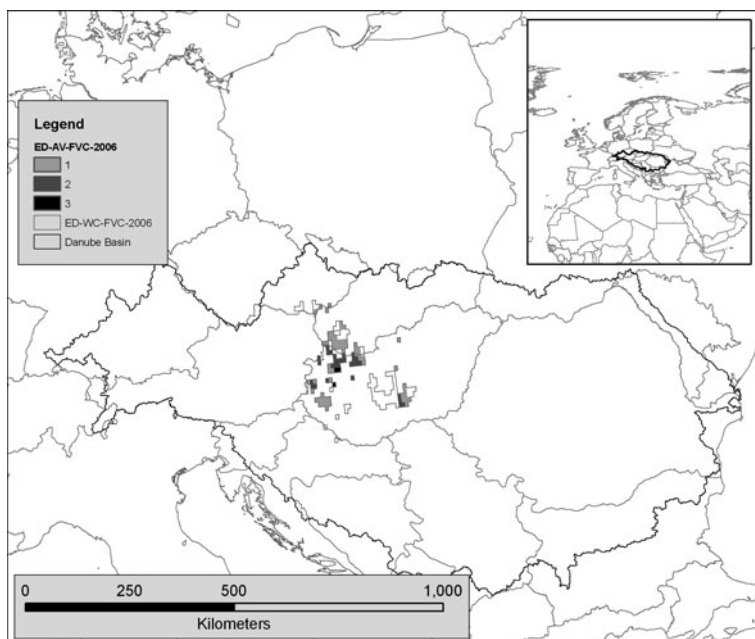 Legend
ED-AV-FVC-2006
1
2
3
ED-WC-FVC-2006
Danube Basin
0 250 500 1,000
Kilometers